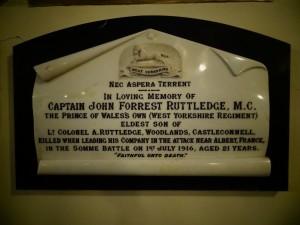 WEST YORKSHIRE
NEC ASPERA TERRENT
IN LOVING MEMORY OF
CAPTAIN JOHN FORREST RUTTLEDGE, M.C.
THE PRINCE OF WALES'S OWN (WEST YORKSHIRE REGIMENT)
ELDEST SON OF
LT COLONEL A. RUTTLEDGE, WOODLANDS, CASTLECONNELL,
KILLED WHEN LEADING HIS COMPANY IN THE ATTACK NEAR ALBERT, FRANCE,
IN THE SOMME BATTLE ON 1ST JULY 1916, AGED 21 YEARS.
"FAITHFUL UNTO DEATH."